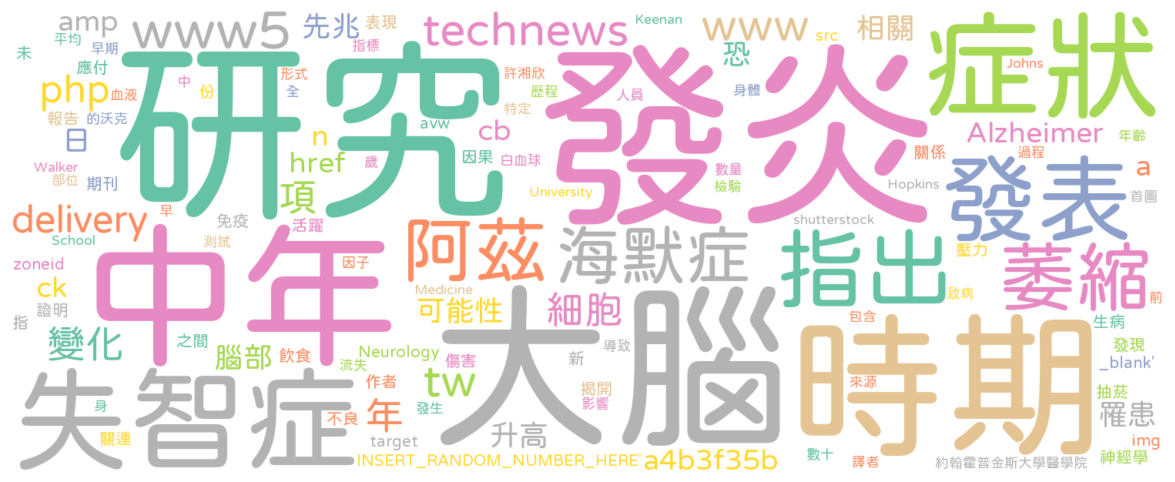 amp
www5
先兆
表現
technews
Keenan
www
src
相關
症狀
未
平均
早期
指標
恐
Johns
應付
中
形式
研究
發炎
許湘欣
人員
身體
php
血液
份
全
歷程
報告
的沃克
特定
avw
n
cb
Alzheimer
年齡
日
href
因果
白血球
數量
關係
過程
Walker
部位
期刊
歲
項
University
檢驗
Hopkins
發表
a
首圖
delivery
早
免疫
活躍
shutterstock
School
測試
中年
阿茲
海默症
指出
壓力
萎縮
zoneid
因子
ck
Medicine
可能性
細胞
致病
前
指
證明
大腦
包含
生病
變化
之間
腦部
飲食
流失
Neurology
傷害
新
導致
時期
發現
_blank'
失智症
作者
tw
揭開
影響
來源
抽菸
身
不良
年
發生
罹患
關連
target
升高
img
INSERT_RANDOM_NUMBER_HERE'
a4b3f35b
數十
譯者
約翰霍普金斯大學醫學院
神經學